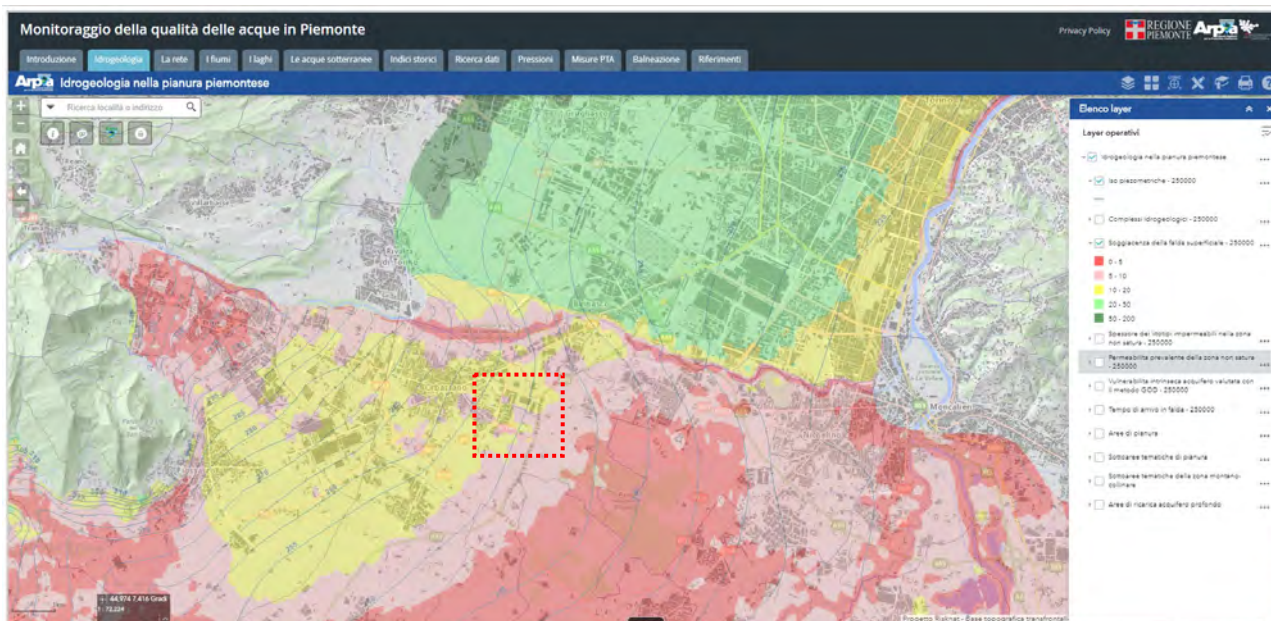 Monitoraggio della qualità delle acque in Piemonte
Privacy Policy
REGIONE
PIEMONTE
Arpa
Introduzione
Idrogeologia
La rete
I fiumi
I laghi
Le acque sotterranee
Indici storici
Ricerca dati
Pressioni
Misure PTA
Balneazione
Riferimenti
Arpa Idrogeologia nella pianura piemontese
Ricerca località o indirizzo
Elenco layer
Layer operativi
Idrogeologia nella pianura piemontese
Iso piezometriche - 250000
Complessi idrogeologici - 250000
Soggiacenza della falda superficiale - 250000
0 - 5
5 - 10
10 - 20
20 - 50
50 - 200
Spessore dei litotipi impermeabili nella zona
non satura - 250000
Permeabilità prevalente della zona non satura
- 250000
Vulnerabilità intrinseca acquifero valutata con
il metodo GOD - 250000
Tempo di arrivo in falda - 250000
Aree di pianura
Sottoaree tematiche di pianura
Sottoaree tematiche della zona montano-
collinare
Aree di ricarica acquifero profondo
Moncalieri
Nichelino
44,974 7,416 Gradi